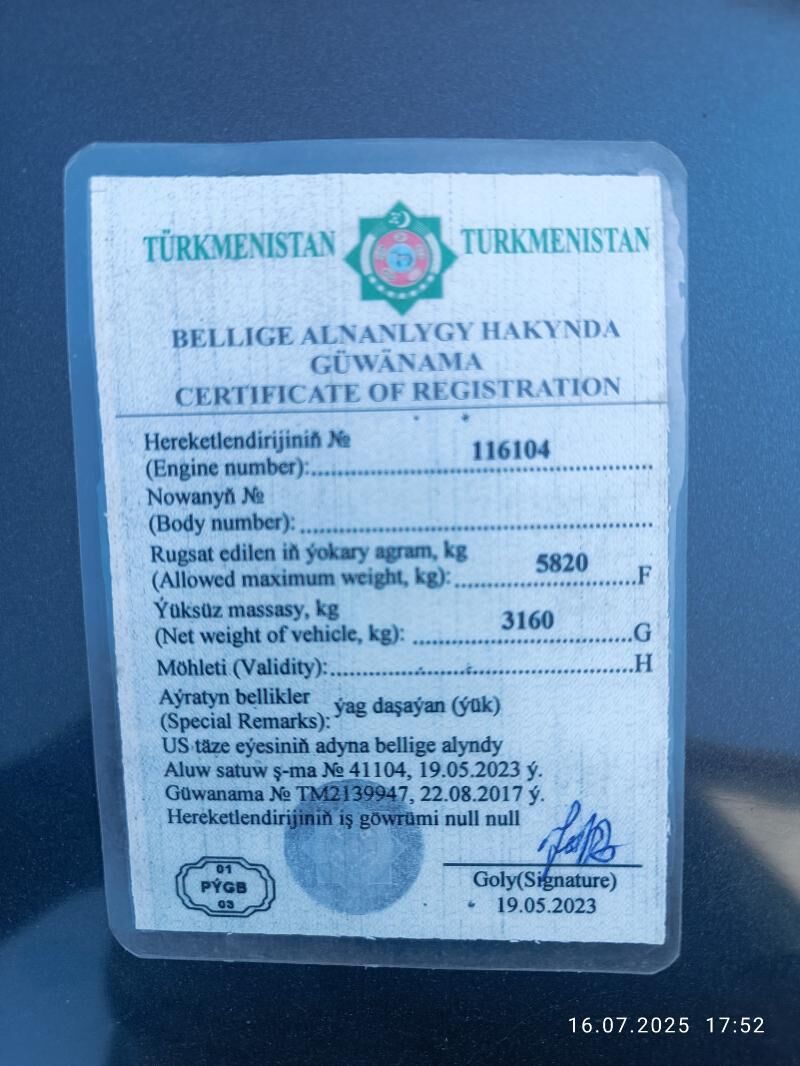 TÜRKMENISTAN TURKMENISTAN
BELLIGE ALNANLYGY HAKYNDA
GÜWÄNAMA
CERTIFICATE OF REGISTRATION
Hereketlendirijiniň №
(Engine number): 116104
Nowanyň №
(Body number):
Rugsat edilen iň ýokary agram, kg
(Allowed maximum weight, kg): 5820 F
Ýüksüz massasy, kg
(Net weight of vehicle, kg): 3160 G
Möhleti (Validity): H
Aýratyn bellikler
(Special Remarks): ýag daşaýan (ýük)
US täze eýesiniň adyna bellige alyndy
Aluw satuw ş-ma № 41104, 19.05.2023 ý.
Güwanama № TM2139947, 22.08.2017 ý.
Hereketlendirijiniň iş göwrümi null null
01
PÝGB
03
Goly(Signature)
19.05.2023
16.07.2025 17:52